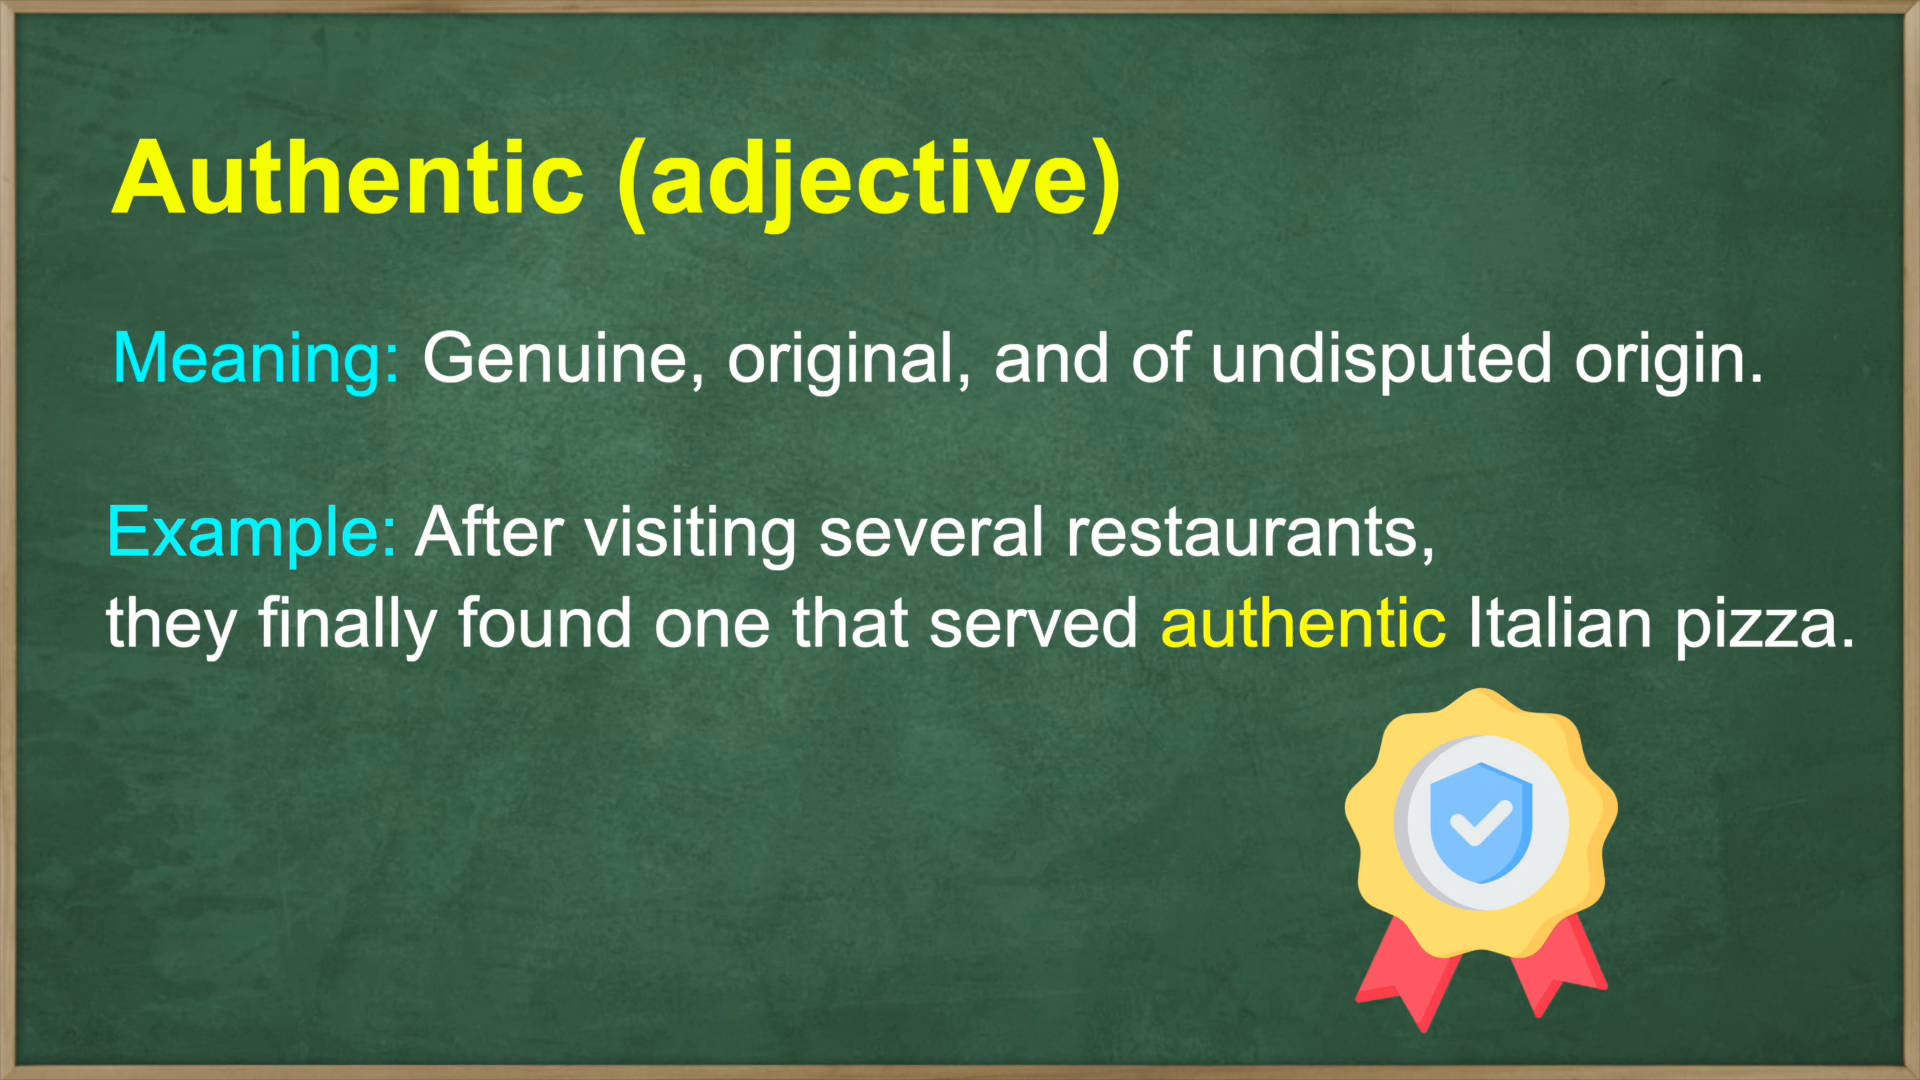 Authentic (adjective)
Meaning: Genuine, original, and of undisputed origin.
Example: After visiting several restaurants,
they finally found one that served authentic Italian pizza.